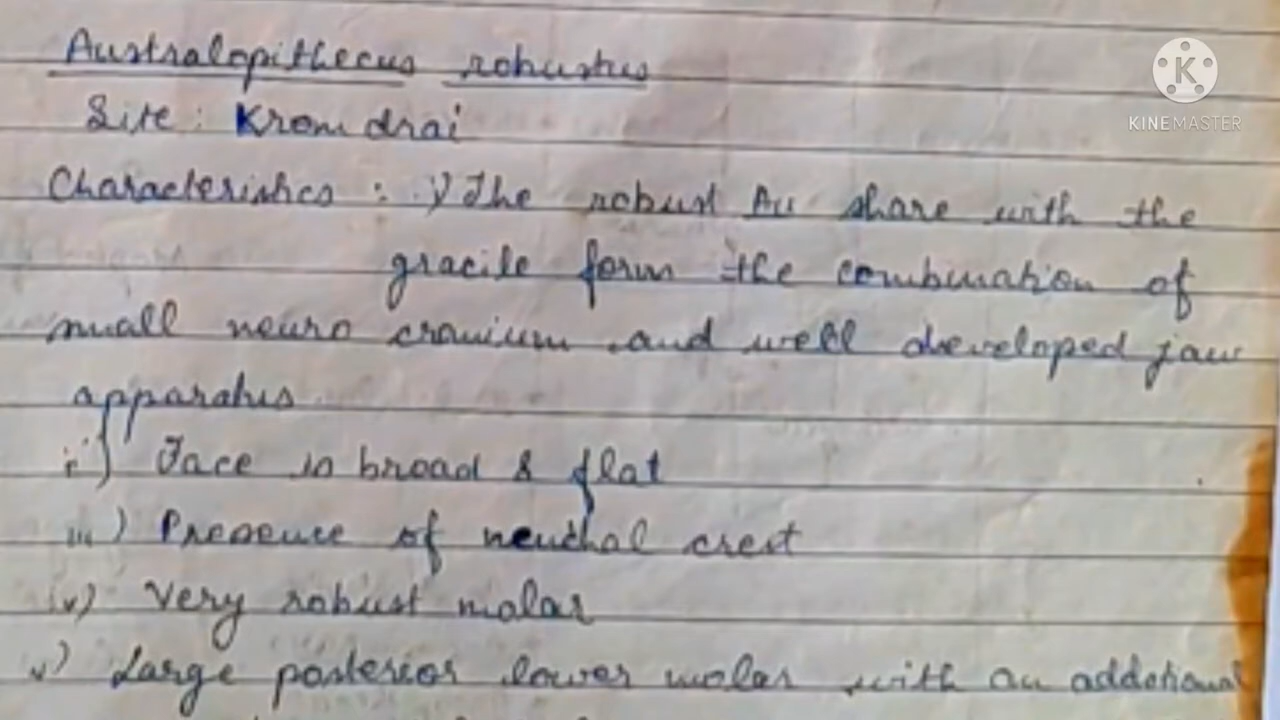 Australopithecus robustus
Site : Kromdrai
KINEMASTER
Characteristics : i) The robust Au share with the
gracile form the combination of
small neuro cranium and well developed jaw
apparatus
ii) Face is broad & flat
iii) Presence of neuchal crest
iv) Very robust molar
v) Large posterior lower molar with an additional